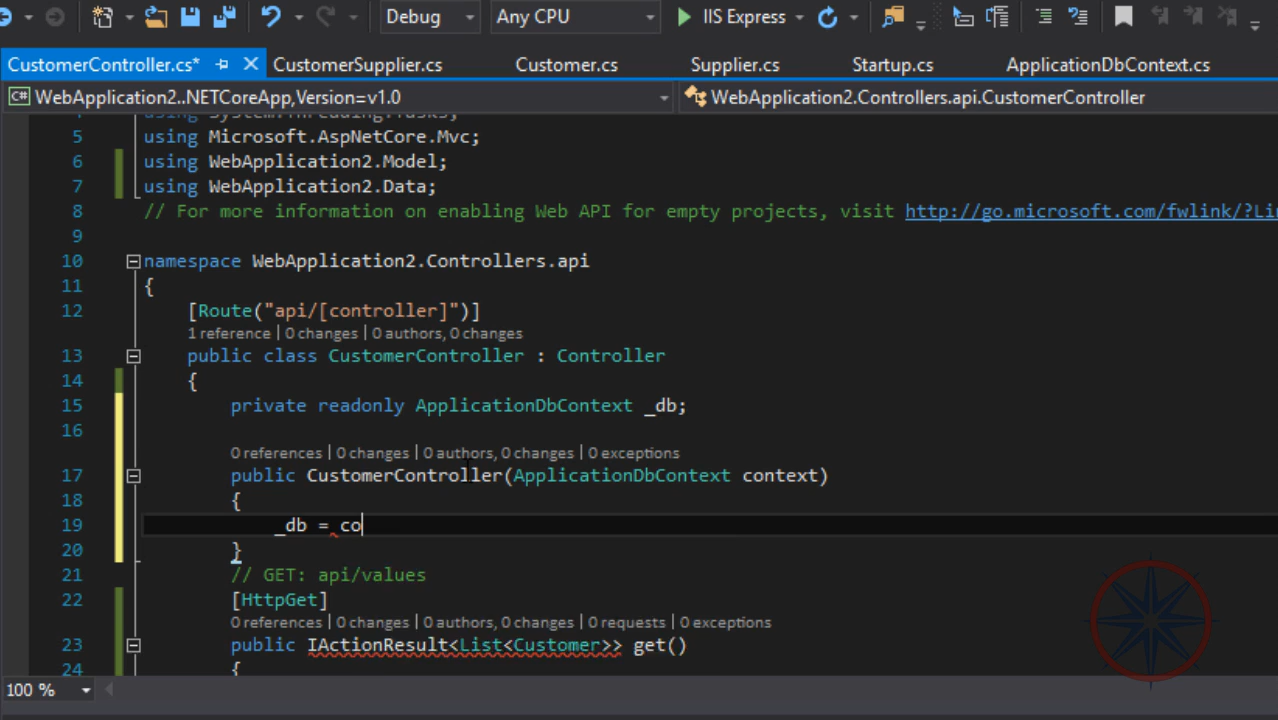 Debug Any CPU IIS Express
CustomerController.cs* CustomerSupplier.cs Customer.cs Supplier.cs Startup.cs ApplicationDbContext.cs
C# WebApplication2..NETCoreApp,Version=v1.0 WebApplication2.Controllers.api.CustomerController
4 using System.Threading.Tasks;
5 using Microsoft.AspNetCore.Mvc;
6 using WebApplication2.Model;
7 using WebApplication2.Data;
8 // For more information on enabling Web API for empty projects, visit http://go.microsoft.com/fwlink/?Li
9
10 namespace WebApplication2.Controllers.api
11 {
12 [Route("api/[controller]")]
1 reference | 0 changes | 0 authors, 0 changes
13 public class CustomerController : Controller
14 {
15 private readonly ApplicationDbContext _db;
16
0 references | 0 changes | 0 authors, 0 changes | 0 exceptions
17 public CustomerController(ApplicationDbContext context)
18 {
19 _db = co
20 }
21 // GET: api/values
22 [HttpGet]
0 references | 0 changes | 0 authors, 0 changes | 0 requests | 0 exceptions
23 public IActionResult<List<Customer>> get()
24 {
100 %